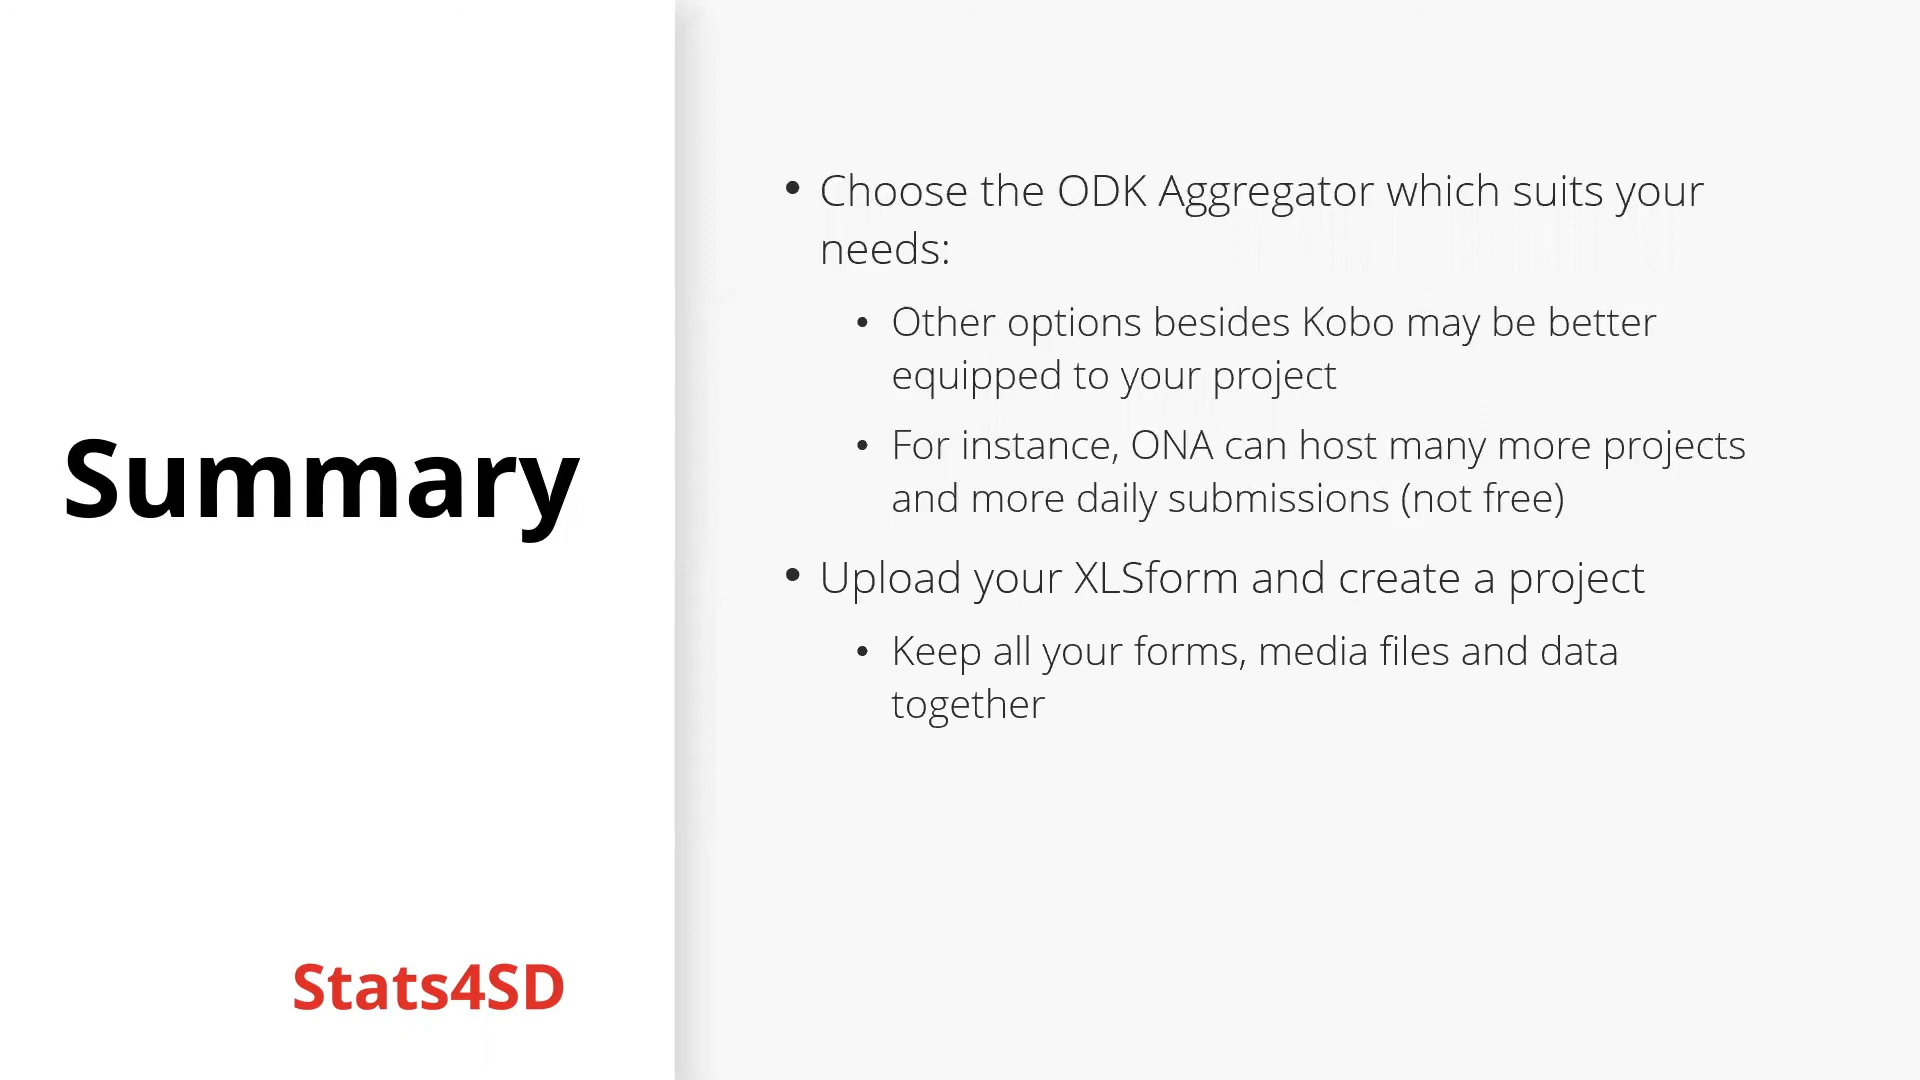 Summary
Stats4SD
• Choose the ODK Aggregator which suits your
needs:
• Other options besides Kobo may be better
equipped to your project
• For instance, ONA can host many more projects
and more daily submissions (not free)
• Upload your XLSform and create a project
• Keep all your forms, media files and data
together